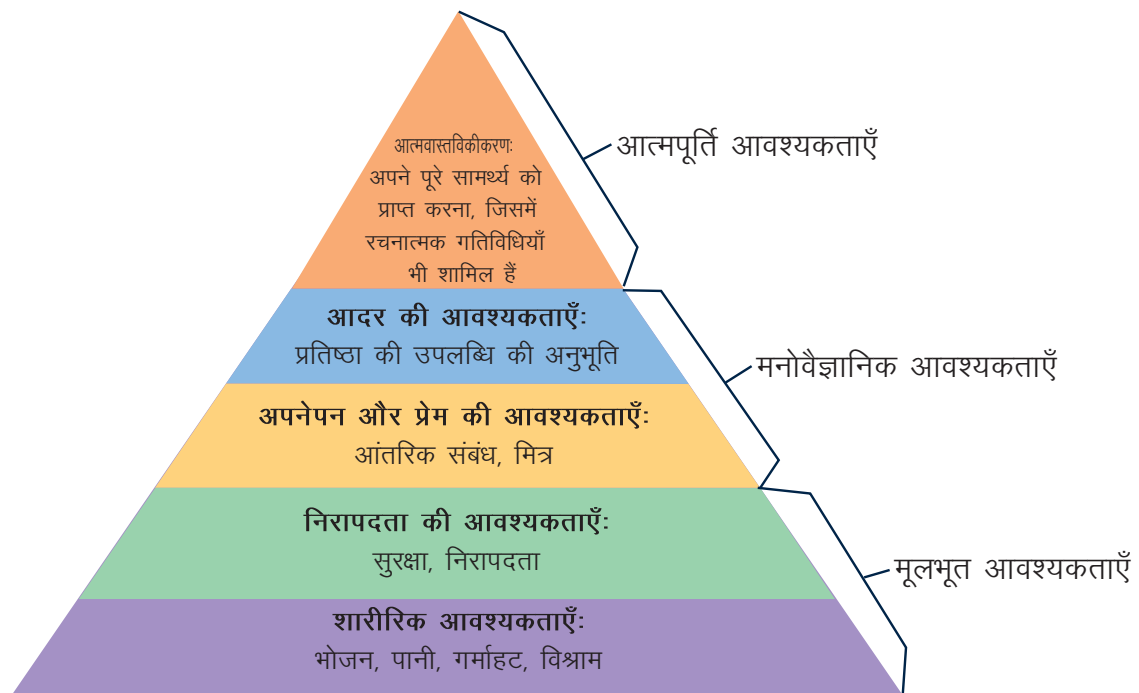 आत्मवास्तविकीकरणः
अपने पूरे सामर्थ्य को
प्राप्त करना, जिसमें
रचनात्मक गतिविधियाँ
भी शामिल हैं
आत्मपूर्ति आवश्यकताएँ
आदर की आवश्यकताएँः
प्रतिष्ठा की उपलब्धि की अनुभूति
मनोवैज्ञानिक आवश्यकताएँ
अपनेपन और प्रेम की आवश्यकताएँः
आंतरिक संबंध, मित्र
निरापदता की आवश्यकताएँः
सुरक्षा, निरापदता
मूलभूत आवश्यकताएँ
शारीरिक आवश्यकताएँः
भोजन, पानी, गर्माहट, विश्राम